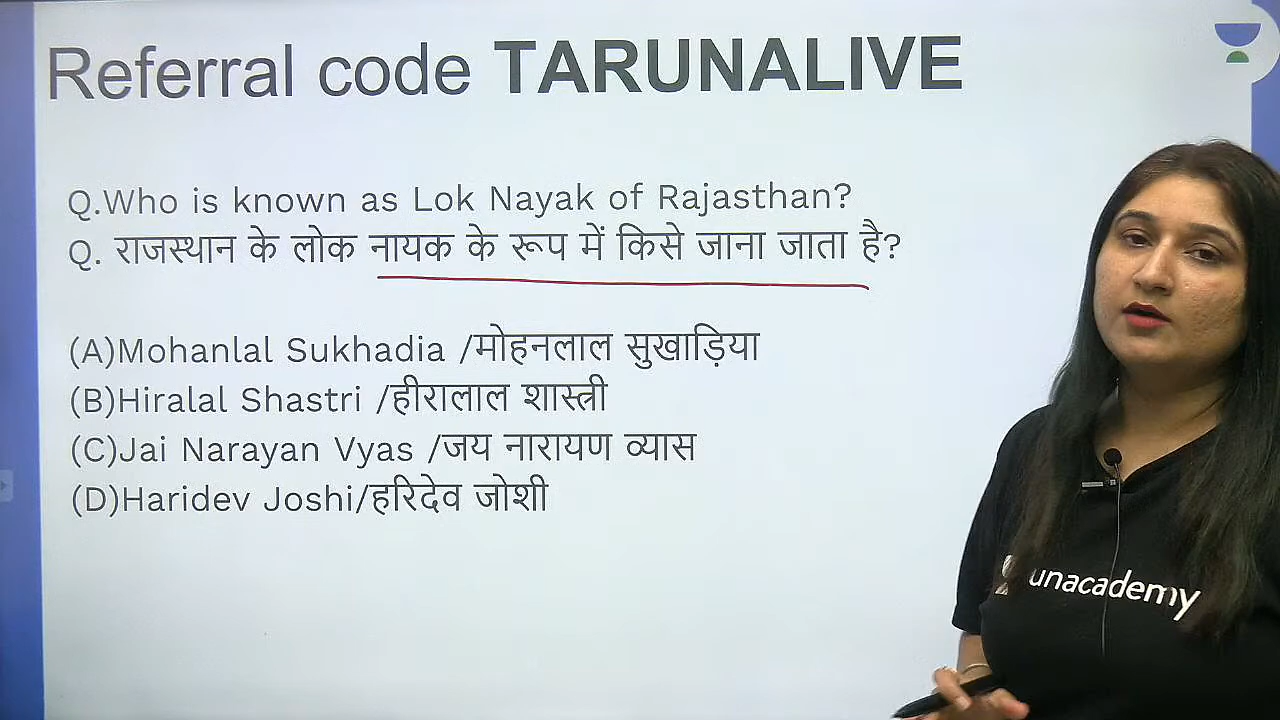 Referral code TARUNALIVE
Q.Who is known as Lok Nayak of Rajasthan?
Q. राजस्थान के लोक नायक के रूप में किसे जाना जाता है?
(A)Mohanlal Sukhadia /मोहनलाल सुखाड़िया
(B)Hiralal Shastri /हीरालाल शास्त्री
(C)Jai Narayan Vyas /जय नारायण व्यास
(D)Haridev Joshi/हरिदेव जोशी
unacademy